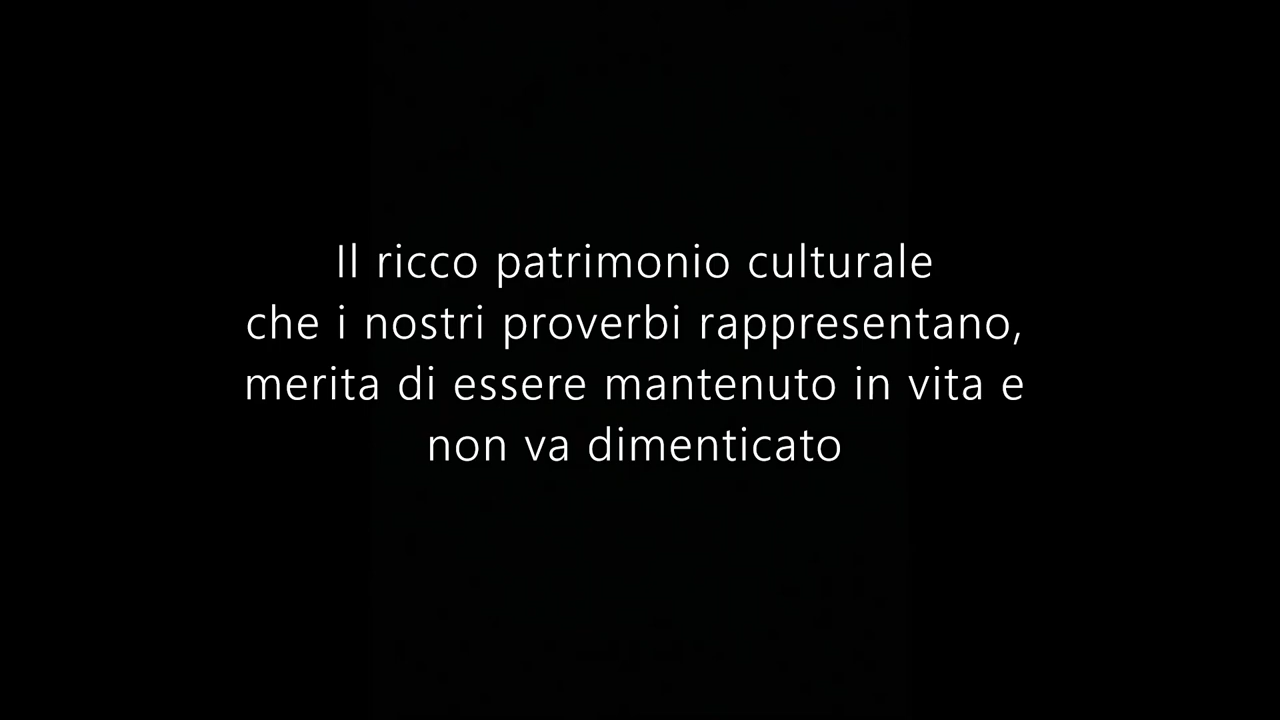 Il ricco patrimonio culturale
che i nostri proverbi rappresentano,
merita di essere mantenuto in vita e
non va dimenticato